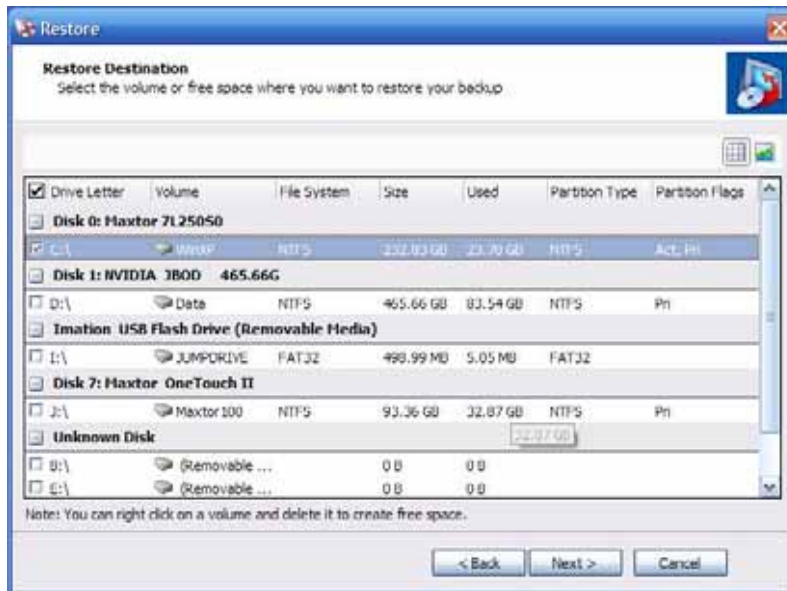 Restore
Restore Destination
Select the volume or free space where you want to restore your backup
Drive Letter Volume File System Size Used Partition Type Partition Flags
Disk 0: Maxtor 7L250S0
C:\ WinXP NTFS 232.83 GB 23.70 GB NTFS Act, Pri
Disk 1: NVIDIA JBOD 465.66G
D:\ Data NTFS 465.66 GB 83.54 GB NTFS Pri
Imation USB Flash Drive (Removable Media)
I:\ JUMPDRIVE FAT32 498.99 MB 5.05 MB FAT32
Disk 7: Maxtor OneTouch II
J:\ Maxtor100 NTFS 93.36 GB 32.87 GB NTFS Pri
32.87 GB
Unknown Disk
B:\ (Removable ... 0 B 0 B
E:\ (Removable ... 0 B 0 B
Note: You can right click on a volume and delete it to create free space.
< Back Next > Cancel